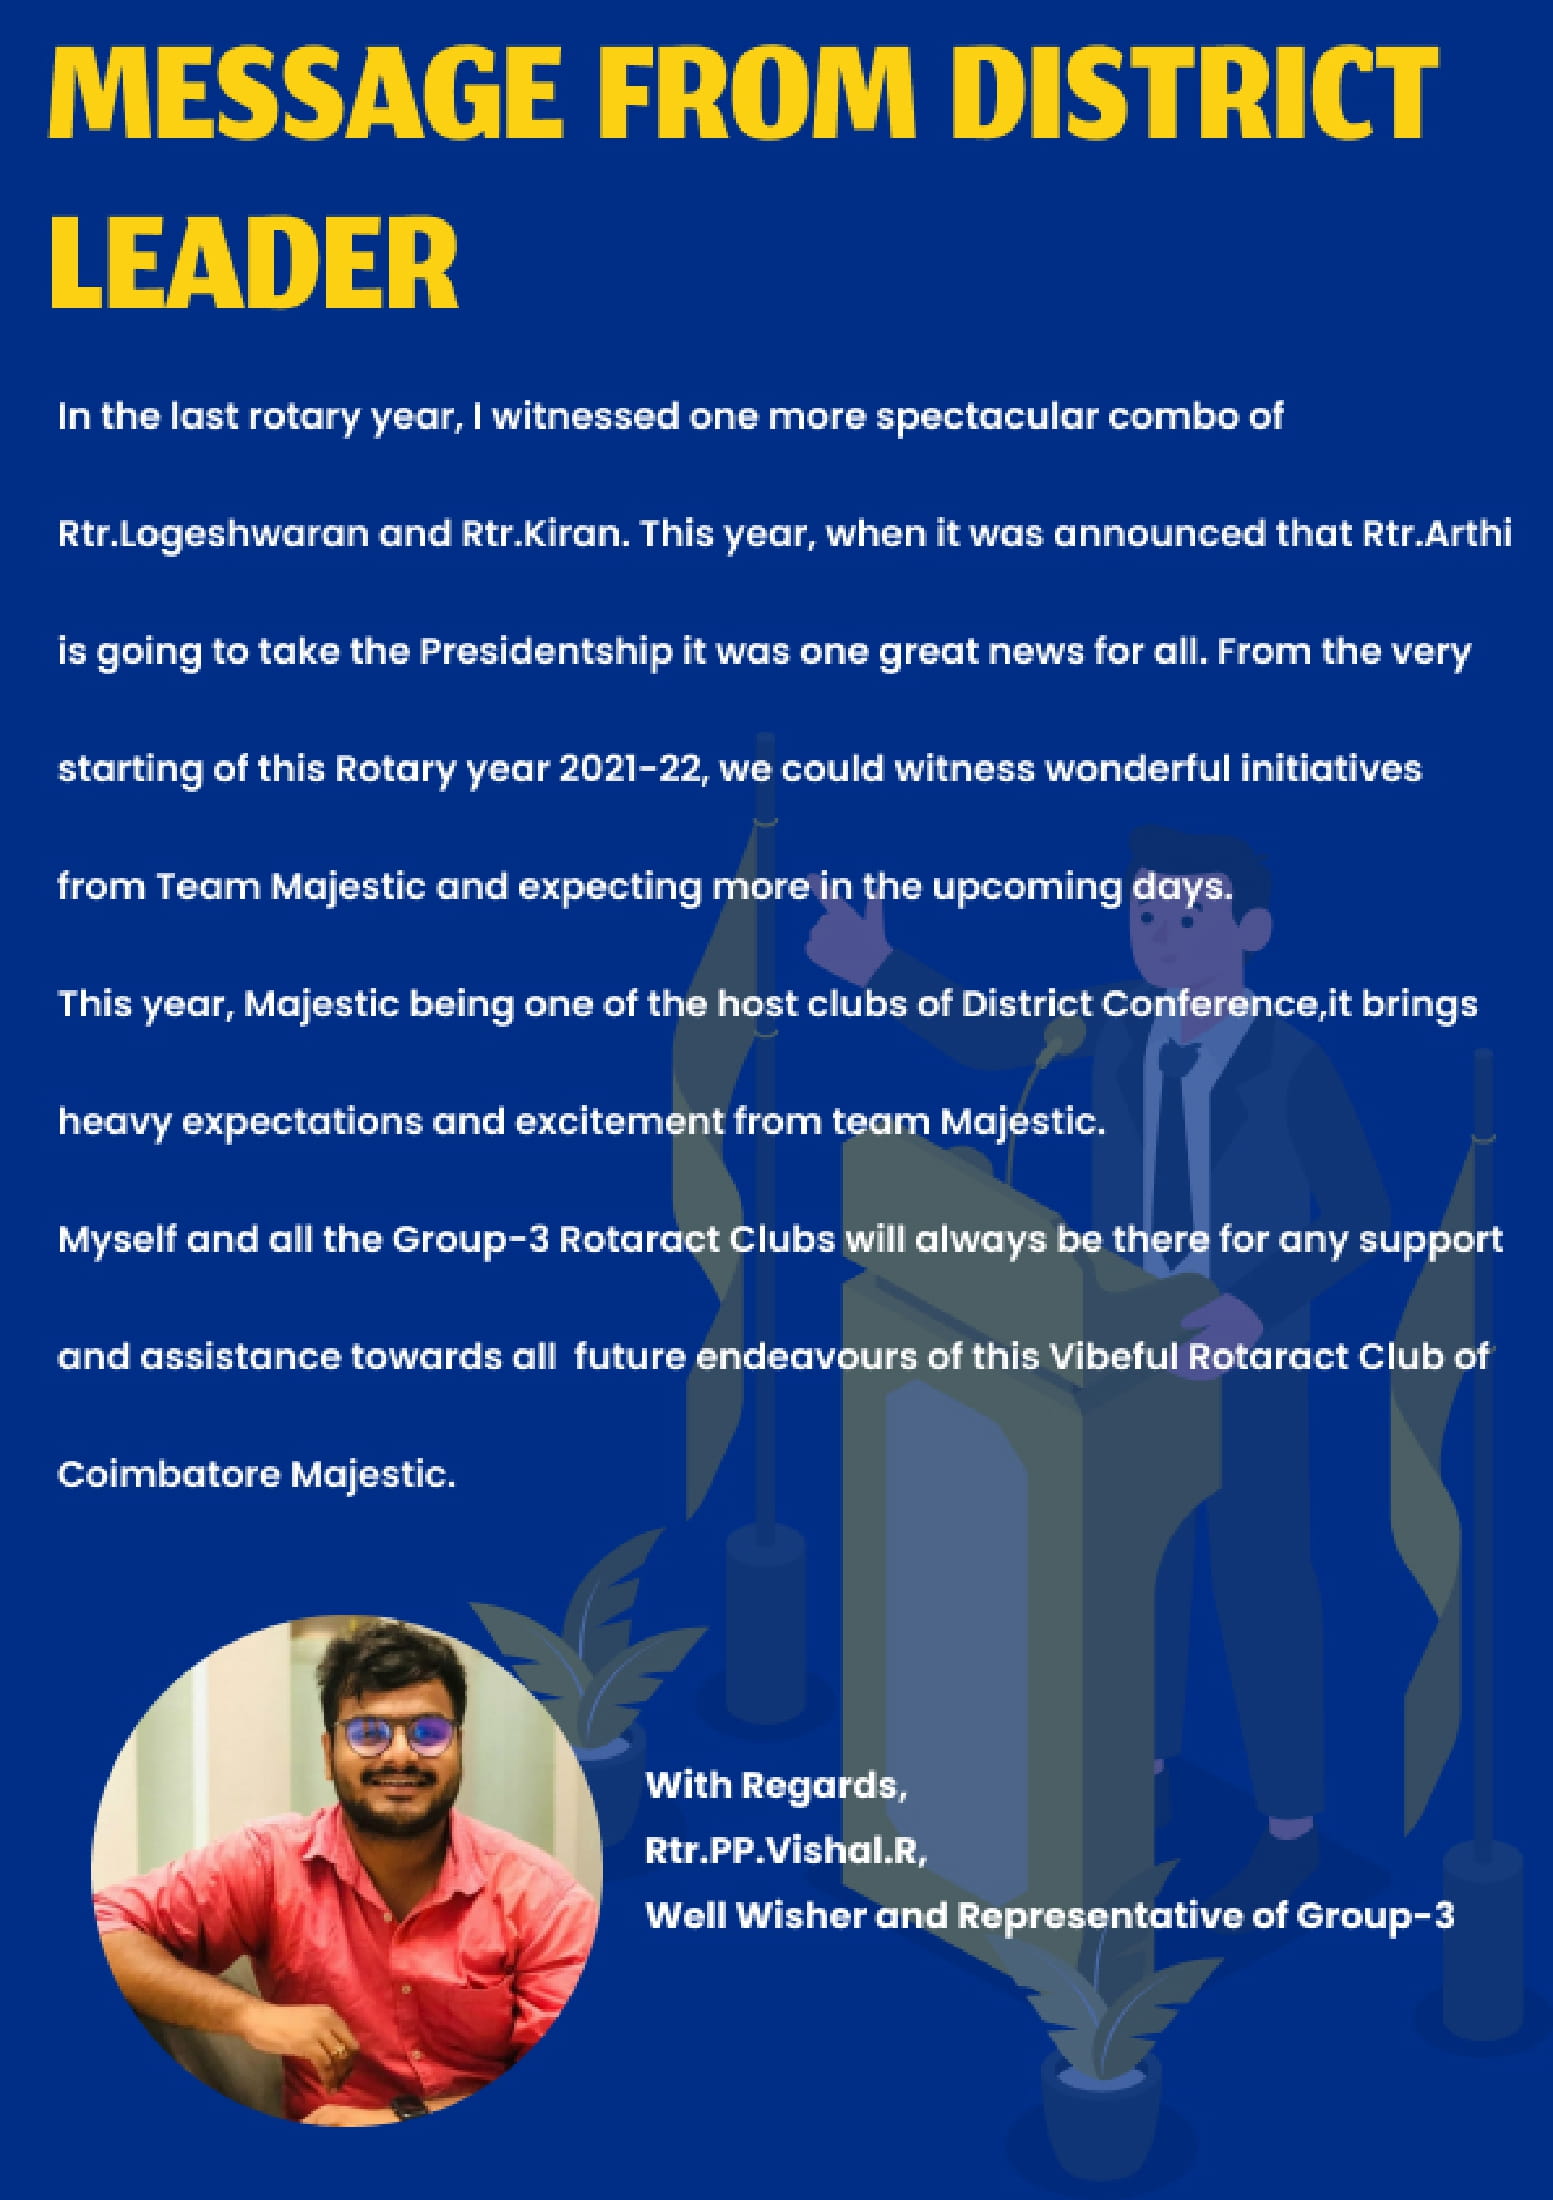 MESSAGE FROM DISTRICT
LEADER
In the last rotary year, I witnessed one more spectacular combo of
Rtr.Logeshwaran and Rtr.Kiran. This year, when it was announced that Rtr.Arthi
is going to take the Presidentship it was one great news for all. From the very
starting of this Rotary year 2021-22, we could witness wonderful initiatives
from Team Majestic and expecting more in the upcoming days.
This year, Majestic being one of the host clubs of District Conference,it brings
heavy expectations and excitement from team Majestic.
Myself and all the Group-3 Rotaract Clubs will always be there for any support
and assistance towards all  future endeavours of this Vibeful Rotaract Club of
Coimbatore Majestic.
With Regards,
Rtr.PP.Vishal.R,
Well Wisher and Representative of Group-3